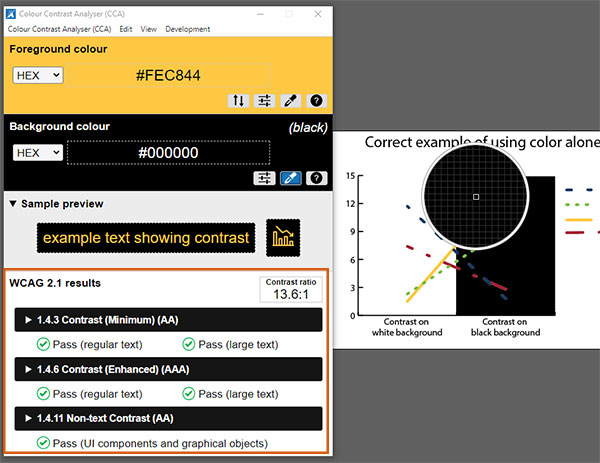 Colour Contrast Analyser (CCA)
Colour Contrast Analyser (CCA) Edit View Development
Foreground colour
HEX #FEC844
Background colour (black)
HEX #000000
▼ Sample preview
example text showing contrast
WCAG 2.1 results
Contrast ratio
13.6:1
▶ 1.4.3 Contrast (Minimum) (AA)
Pass (regular text) Pass (large text)
▶ 1.4.6 Contrast (Enhanced) (AAA)
Pass (regular text) Pass (large text)
▶ 1.4.11 Non-text Contrast (AA)
Pass (UI components and graphical objects)
Correct example of using color alone
15
12
9
6
3
0
Contrast on
white background
Contrast on
black background